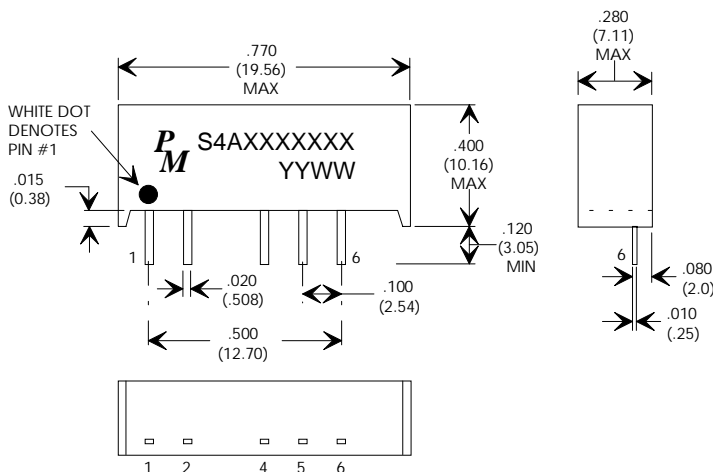 .770
(19.56)
MAX
.280
(7.11)
MAX
WHITE DOT
DENOTES
PIN #1
PM S4AXXXXXXX
YYWW
.400
(10.16)
MAX
.015
(0.38)
1
6
.120
(3.05)
MIN
6
.020
(.508)
.100
(2.54)
.080
(2.0)
.010
(.25)
.500
(12.70)
1 2 4 5 6